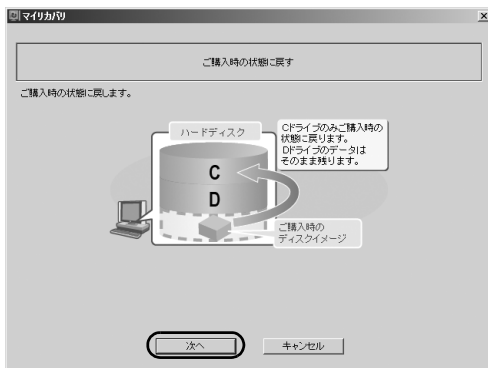 マイリカバリ
ご購入時の状態に戻す
ご購入時の状態に戻します。
ハードディスク
Cドライブのみご購入時の
状態に戻ります。
Dドライブのデータは
そのまま残ります。
C
D
ご購入時の
ディスクイメージ
次へ
キャンセル